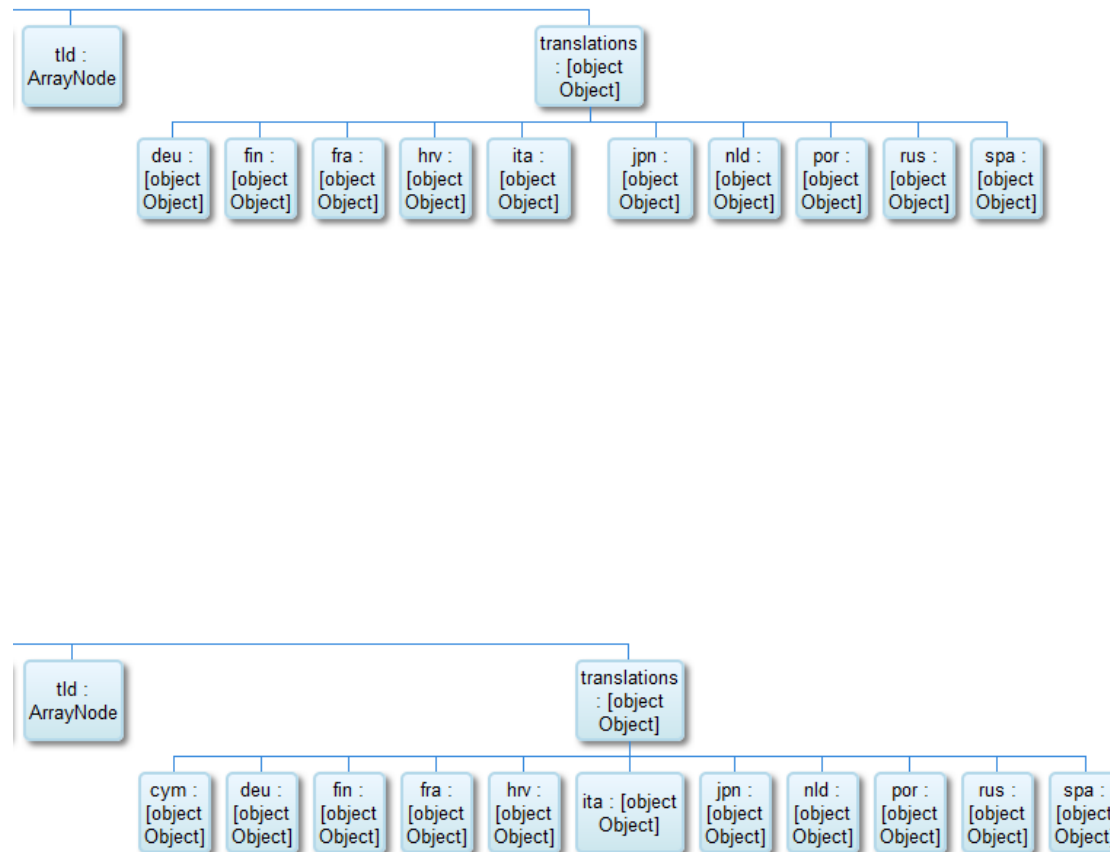 tld :
ArrayNode
translations
: [object
Object]
deu :
[object
Object]
fin :
[object
Object]
fra :
[object
Object]
hrv :
[object
Object]
ita :
[object
Object]
jpn :
[object
Object]
nld :
[object
Object]
por :
[object
Object]
rus :
[object
Object]
spa :
[object
Object]
tld :
ArrayNode
translations
: [object
Object]
cym :
[object
Object]
deu :
[object
Object]
fin :
[object
Object]
fra :
[object
Object]
hrv :
[object
Object]
ita : [object
Object]
jpn :
[object
Object]
nld :
[object
Object]
por :
[object
Object]
rus :
[object
Object]
spa :
[object
Object]